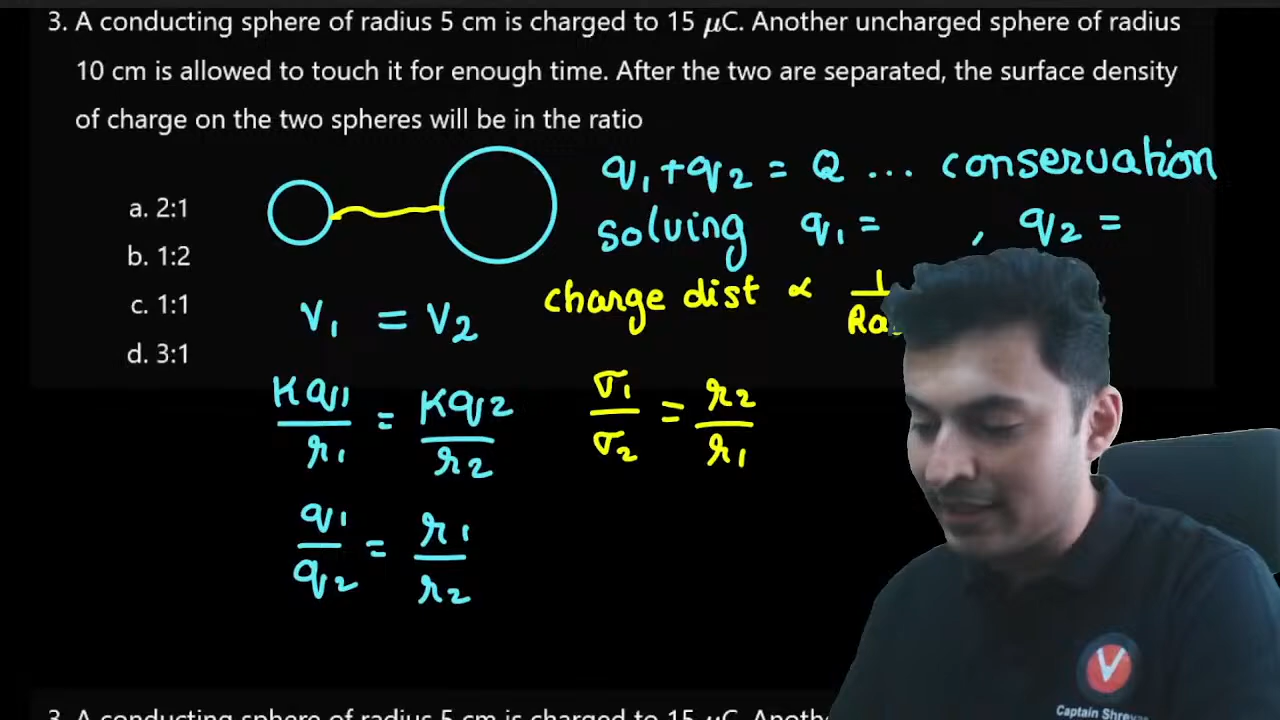 3. A conducting sphere of radius 5 cm is charged to 15 μC. Another uncharged sphere of radius
10 cm is allowed to touch it for enough time. After the two are separated, the surface density
of charge on the two spheres will be in the ratio
a. 2:1
b. 1:2
c. 1:1
d. 3:1
q₁+q₂ = Q ... conservation
solving q₁ = , q₂ =
charge dist ∝ 1/Ra
V₁ = V₂
Kq₁/r₁ = Kq₂/r₂
σ₁/σ₂ = r₂/r₁
q₁/q₂ = r₁/r₂
V
Captain Shreyas
3. A conducting sphere of radius 5 cm is charged to 15 μC. Anoth